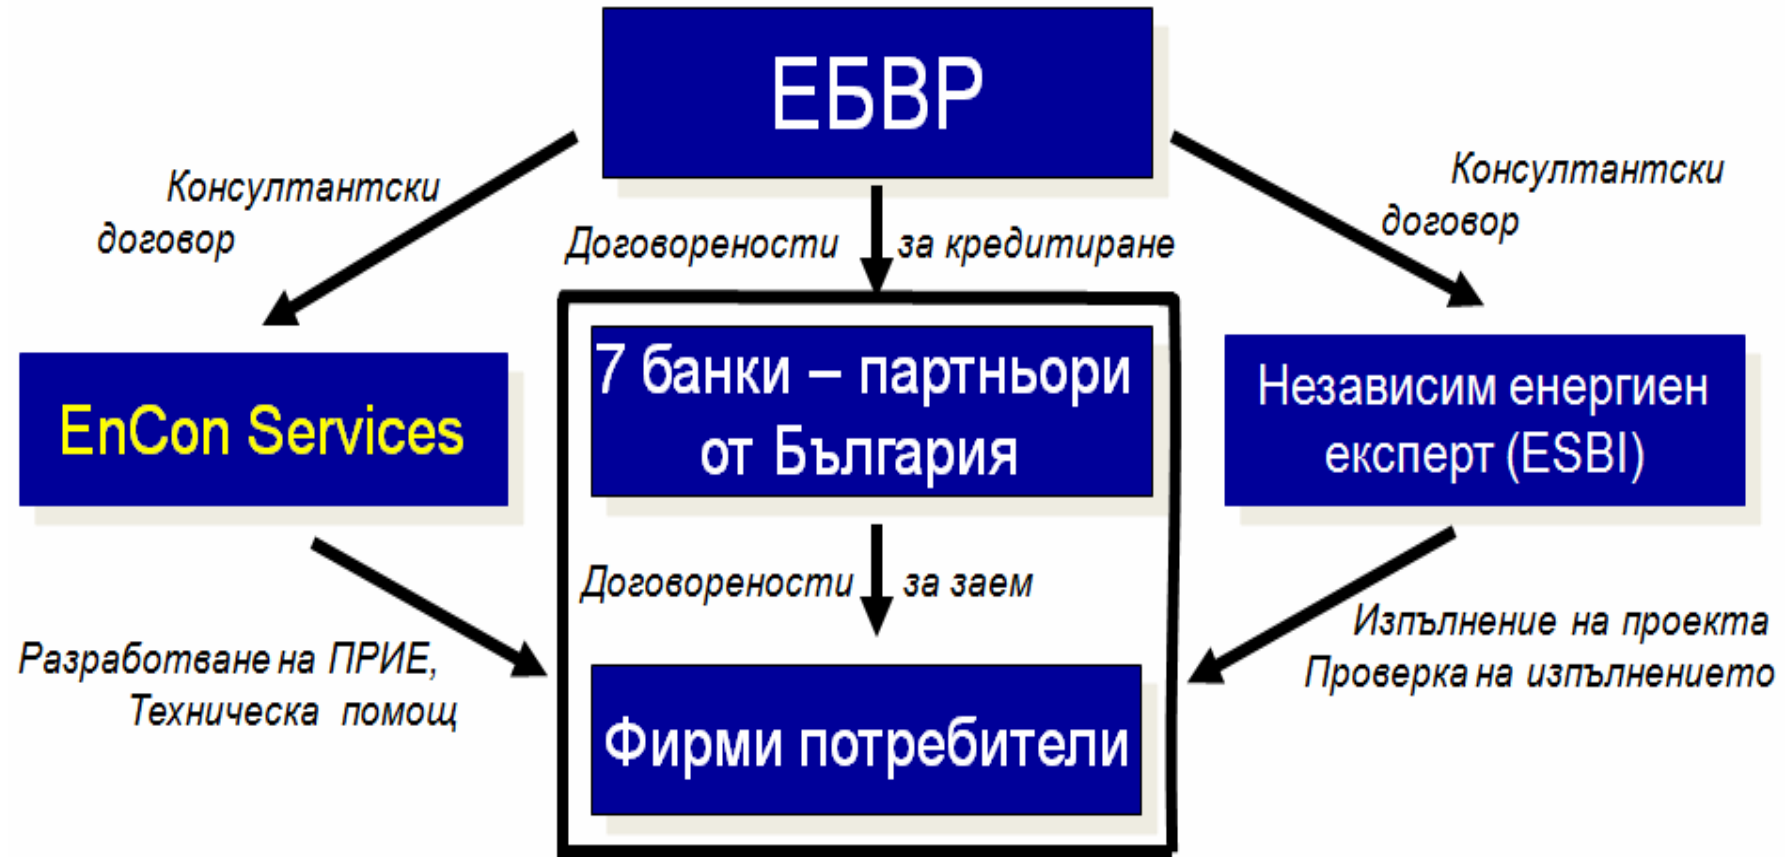 ЕБВР
Консултантски
договор
Договорености за кредитиране
Консултантски
договор
EnCon Services
7 банки – партньори
от България
Независим енергиен
експерт (ESBI)
Договорености за заем
Разработване на ПРИЕ,
Техническа помощ
Изпълнение на проекта
Проверка на изпълнението
Фирми потребители